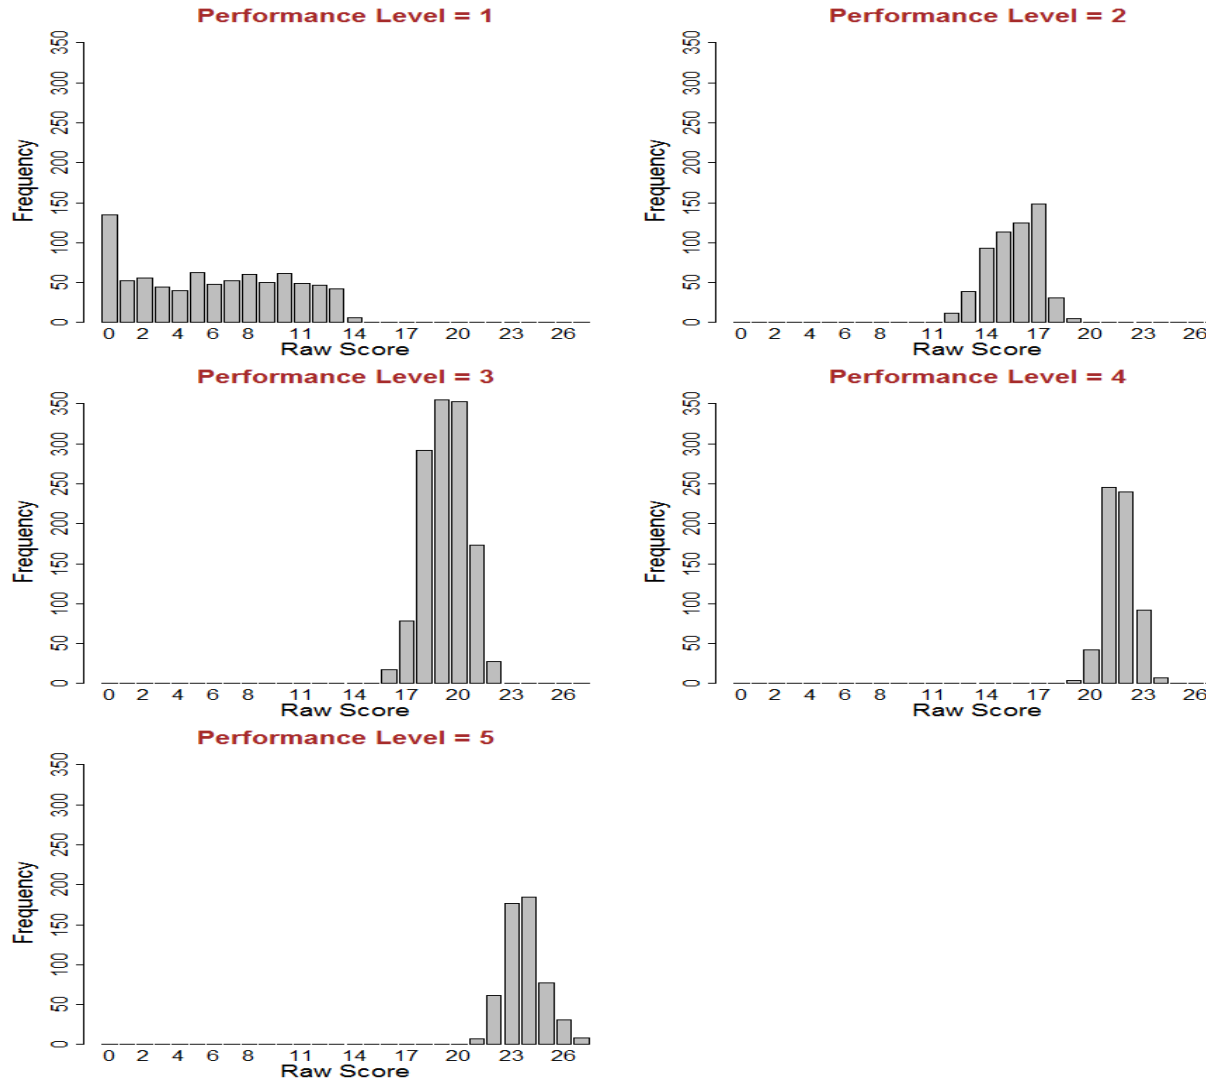 Performance Level = 1
Frequency
0 50 100 150 200 250 300 350
0 2 4 6 8 11 14 17 20 23 26
Raw Score
Performance Level = 2
Frequency
0 50 100 150 200 250 300 350
0 2 4 6 8 11 14 17 20 23 26
Raw Score
Performance Level = 3
Frequency
0 50 100 150 200 250 300 350
0 2 4 6 8 11 14 17 20 23 26
Raw Score
Performance Level = 4
Frequency
0 50 100 150 200 250 300 350
0 2 4 6 8 11 14 17 20 23 26
Raw Score
Performance Level = 5
Frequency
0 50 100 150 200 250 300 350
0 2 4 6 8 11 14 17 20 23 26
Raw Score